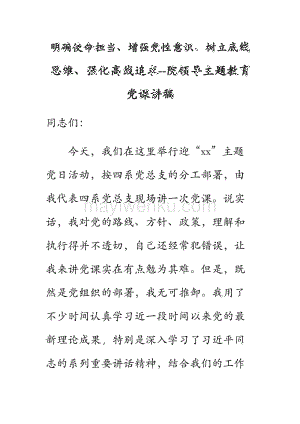 明确使命担当、增强党性意识。树立底线
思维、强化高线追求--院领导主题教育
党课讲稿
同志们：
今天，我们在这里举行迎“xx”主题
党日活动，按四系党总支的分工部署，由
我代表四系党总支现场讲一次党课。说实
话，我对党的路线、方针、政策，理解和
执行得并不透切，自己还经常犯错误，让
我来讲党课实在有点勉为其难。但是，既
然是党组织的部署，我无可推卸。我用了
不少时间认真学习近一段时间以来党的最
新理论成果，特别是深入学习了习近平同
志的系列重要讲话精神，结合我们的工作
mayiwenku.com